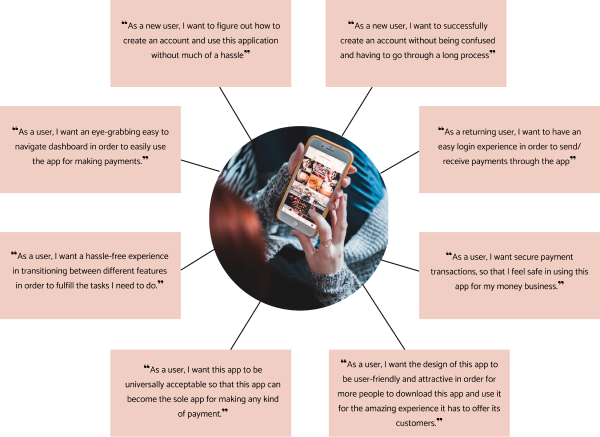 ❝As a new user, I want to figure out how to
create an account and use this application
without much of a hassle❞
❝As a new user, I want to successfully
create an account without being confused
and having to go through a long process❞
❝As a user, I want an eye-grabbing easy to
navigate dashboard in order to easily use
the app for making payments.❞
❝As a returning user, I want to have an
easy login experience in order to send/
receive payments through the app❞
❝As a user, I want a hassle-free experience
in transitioning between different features
in order to fulfill the tasks I need to do.❞
❝As a user, I want secure payment
transactions, so that I feel safe in using this
app for my money business.❞
❝As a user, I want this app to be
universally acceptable so that this app can
become the sole app for making any kind
of payment.❞
❝As a user, I want the design of this app to
be user-friendly and attractive in order for
more people to download this app and use it
for the amazing experience it has to offer its
customers.❞